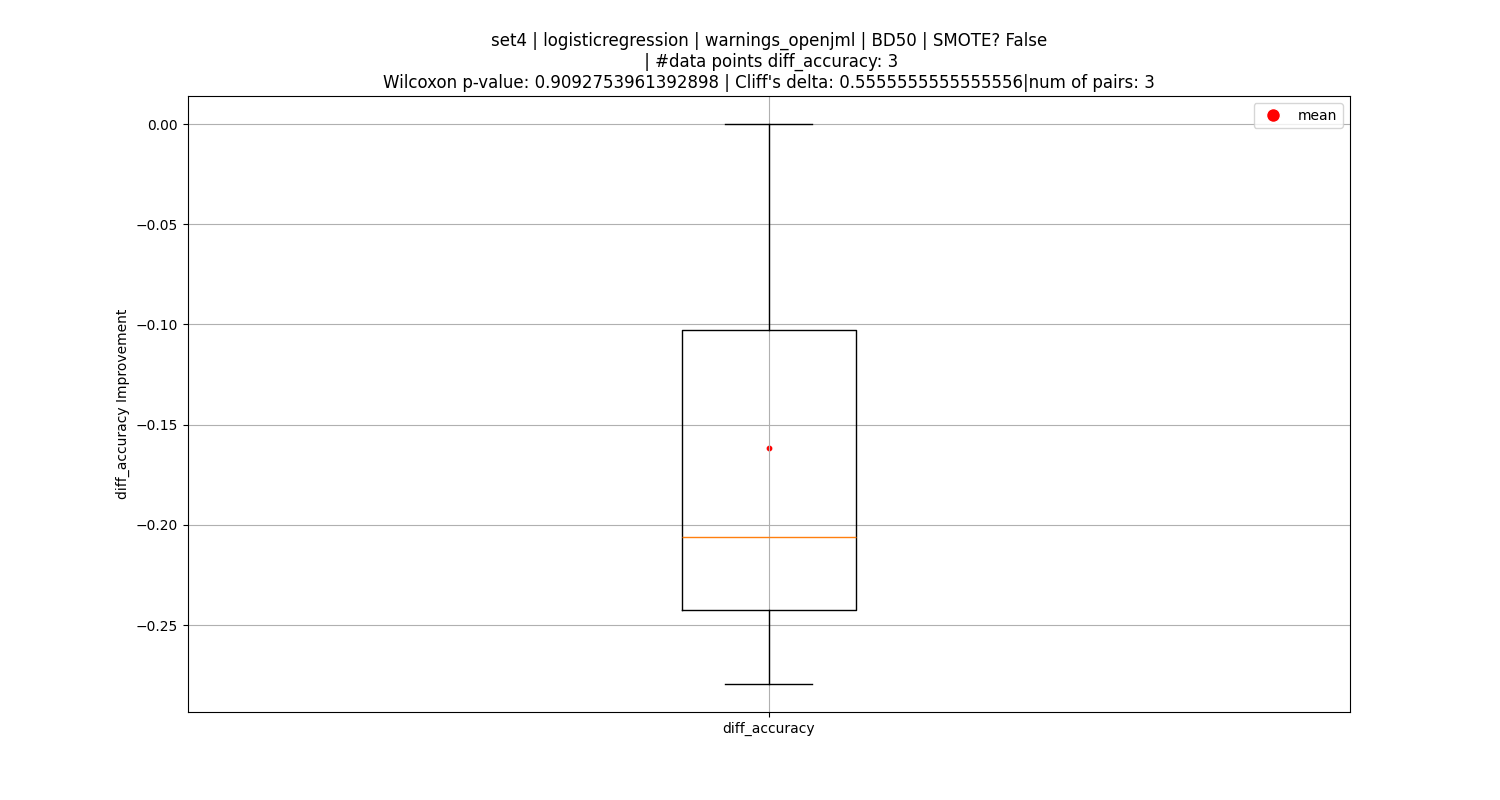 set4 | logisticregression | warnings_openjml | BD50 | SMOTE? False
| #data points diff_accuracy: 3
Wilcoxon p-value: 0.9092753961392898 | Cliff's delta: 0.5555555555555556|num of pairs: 3
mean
0.00
−0.05
−0.10
−0.15
−0.20
−0.25
diff_accuracy Improvement
diff_accuracy